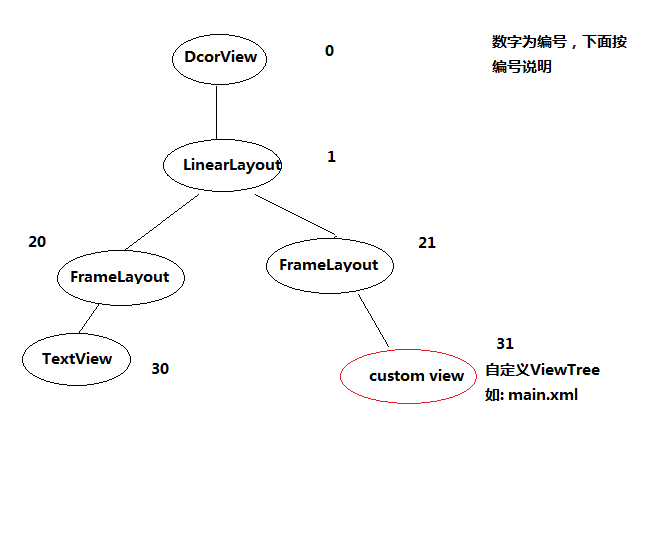 DcorView
0
数字为编号，下面按
编号说明
LinearLayout
1
20
21
FrameLayout
FrameLayout
TextView
30
31
custom view
自定义ViewTree
如: main.xml